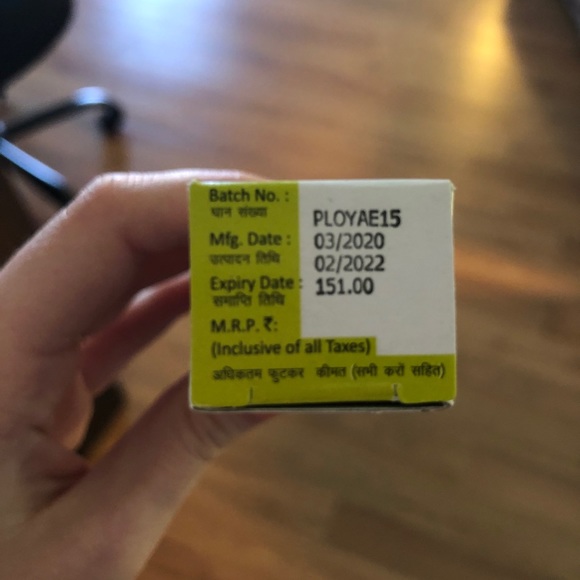 Batch No. :
घान संख्या
PLOYAE15
Mfg. Date :
उत्पादन तिथि
03/2020
Expiry Date :
समाप्ति तिथि
02/2022
M.R.P. ₹:
151.00
(Inclusive of all Taxes)
अधिकतम फुटकर कीमत (सभी करों सहित)